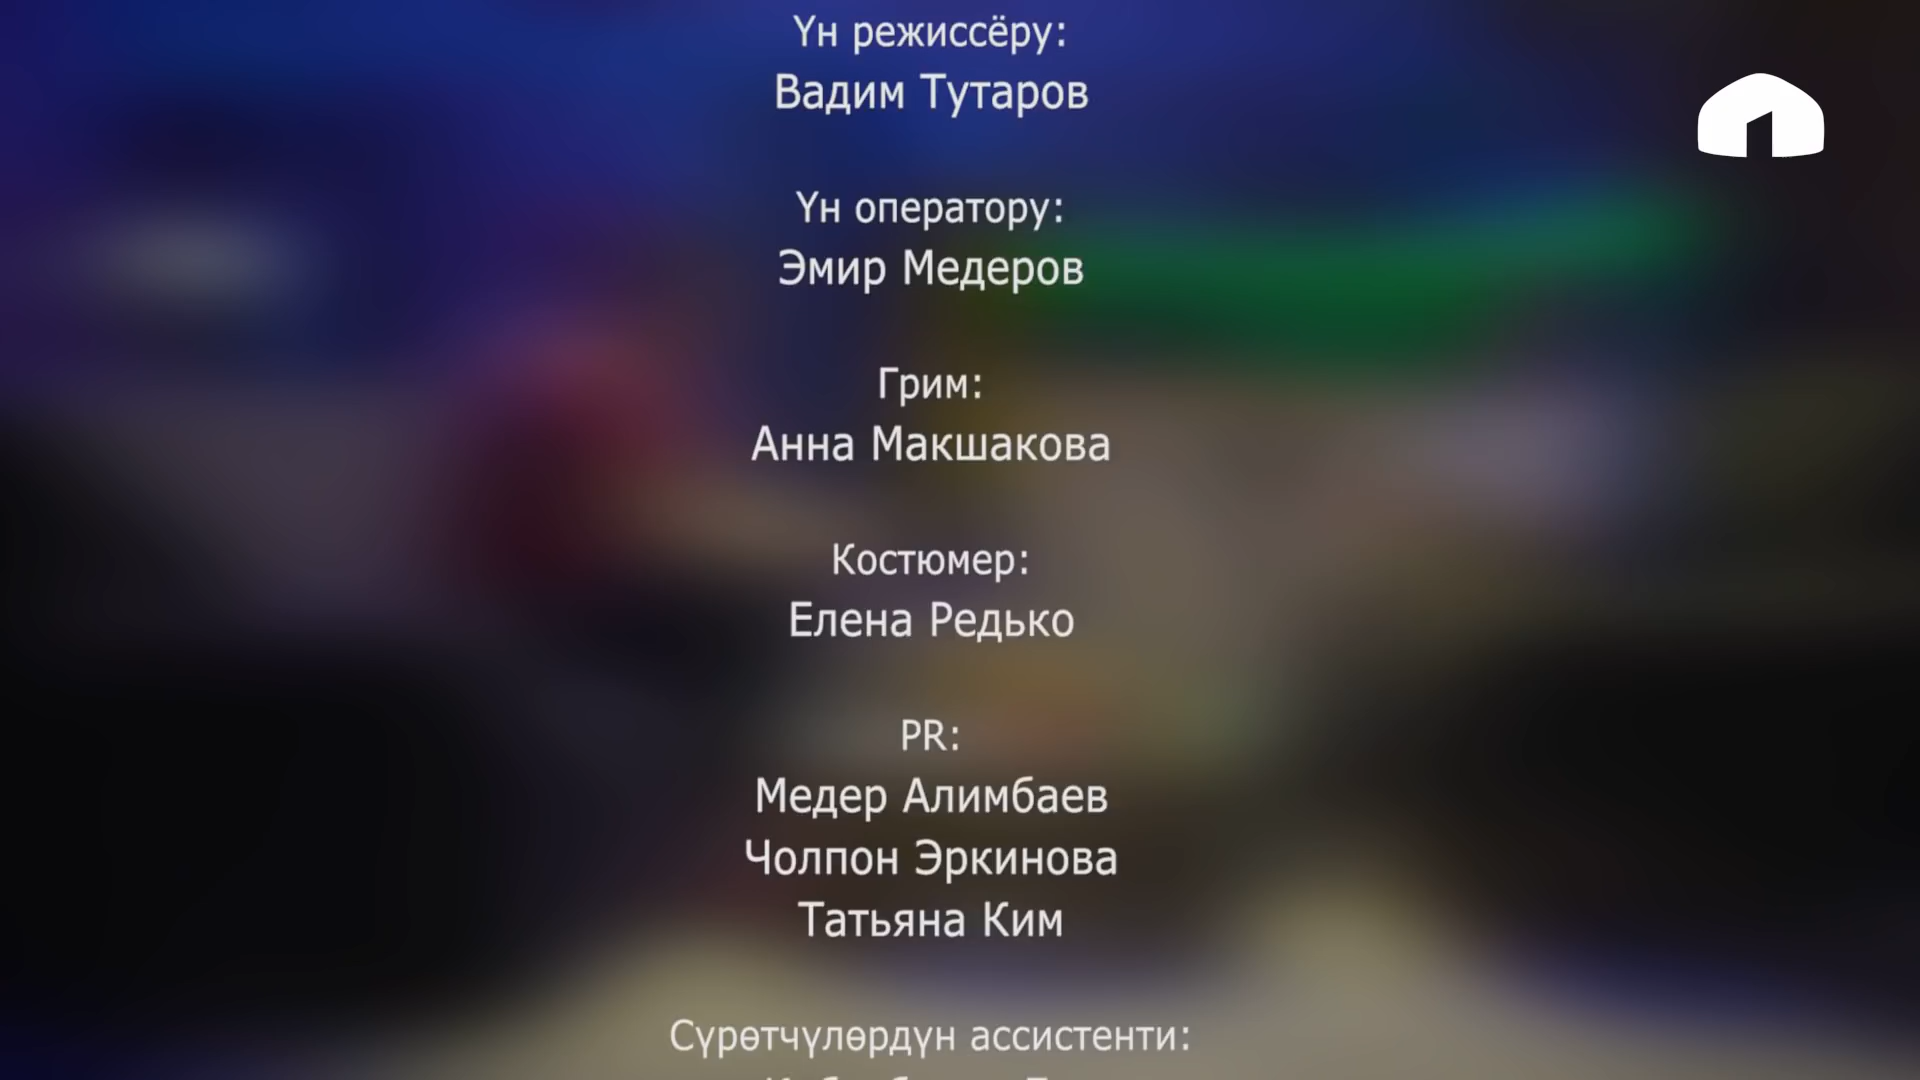 Үн режиссёру:
Вадим Тутаров
Үн оператору:
Эмир Медеров
Грим:
Анна Макшакова
Костюмер:
Елена Редько
PR:
Медер Алимбаев
Чолпон Эркинова
Татьяна Ким
Сүрөтчүлөрдүн ассистенти: